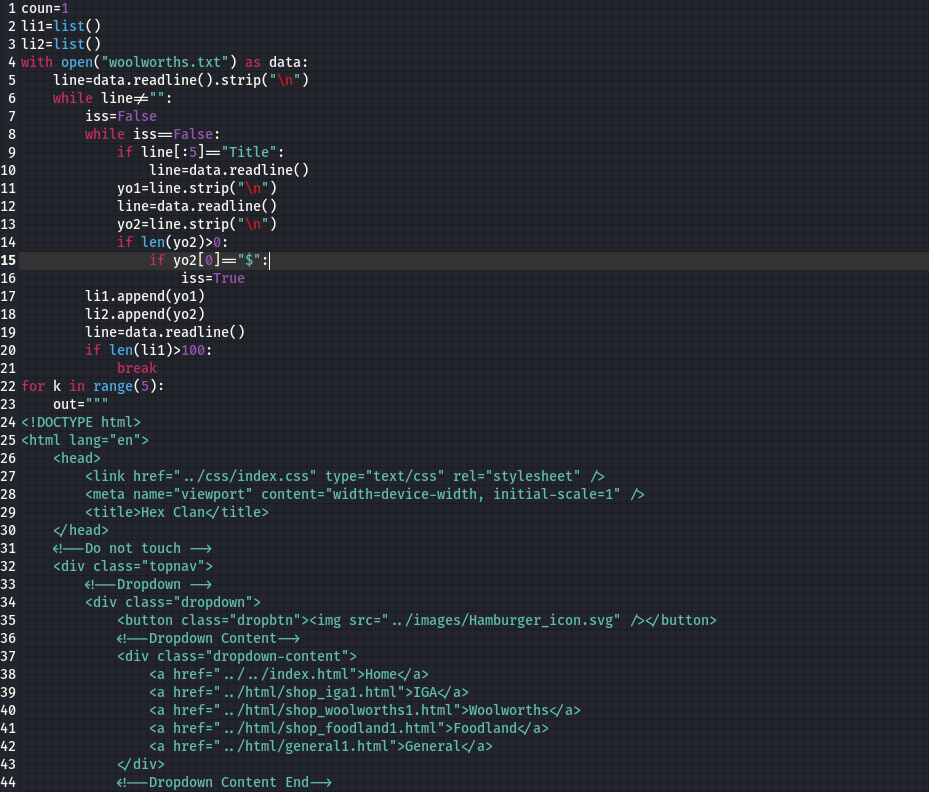 1 coun=1
2 li1=list()
3 li2=list()
4 with open("woolworths.txt") as data:
5     line=data.readline().strip("\n")
6     while line!="":
7         iss=False
8         while iss==False:
9             if line[:5]=="Title":
10                 line=data.readline()
11             yo1=line.strip("\n")
12             line=data.readline()
13             yo2=line.strip("\n")
14             if len(yo2)>0:
15                 if yo2[0]=="$":
16                     iss=True
17         li1.append(yo1)
18         li2.append(yo2)
19         line=data.readline()
20         if len(li1)>100:
21             break
22 for k in range(5):
23     out="""
24 <!DOCTYPE html>
25 <html lang="en">
26     <head>
27         <link href="../css/index.css" type="text/css" rel="stylesheet" />
28         <meta name="viewport" content="width=device-width, initial-scale=1" />
29         <title>Hex Clan</title>
30     </head>
31     <!--Do not touch -->
32     <div class="topnav">
33         <!--Dropdown -->
34         <div class="dropdown">
35             <button class="dropbtn"><img src="../images/Hamburger_icon.svg" /></button>
36             <!--Dropdown Content-->
37             <div class="dropdown-content">
38                 <a href="../../index.html">Home</a>
39                 <a href="../html/shop_iga1.html">IGA</a>
40                 <a href="../html/shop_woolworths1.html">Woolworths</a>
41                 <a href="../html/shop_foodland1.html">Foodland</a>
42                 <a href="../html/general1.html">General</a>
43             </div>
44             <!--Dropdown Content End-->